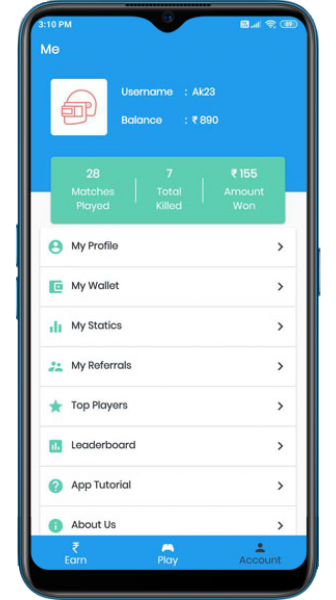 3:10 PM
Me
Username : Ak23
Balance : ₹ 890
28 7 ₹ 155
Matches Played Total Killed Amount Won
My Profile
My Wallet
My Statics
My Referrals
Top Players
Leaderboard
App Tutorial
About Us
Earn Play Account